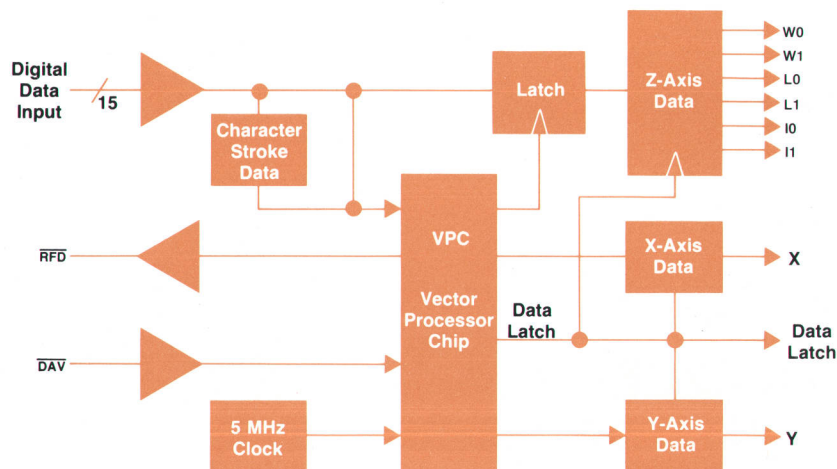 Digital
Data
Input
15
Character
Stroke
Data
Latch
Z-Axis
Data
W0
W1
L0
L1
I0
I1
RFD
VPC
Vector
Processor
Chip
X-Axis
Data
X
Data
Latch
Data
Latch
DAV
5 MHz
Clock
Y-Axis
Data
Y